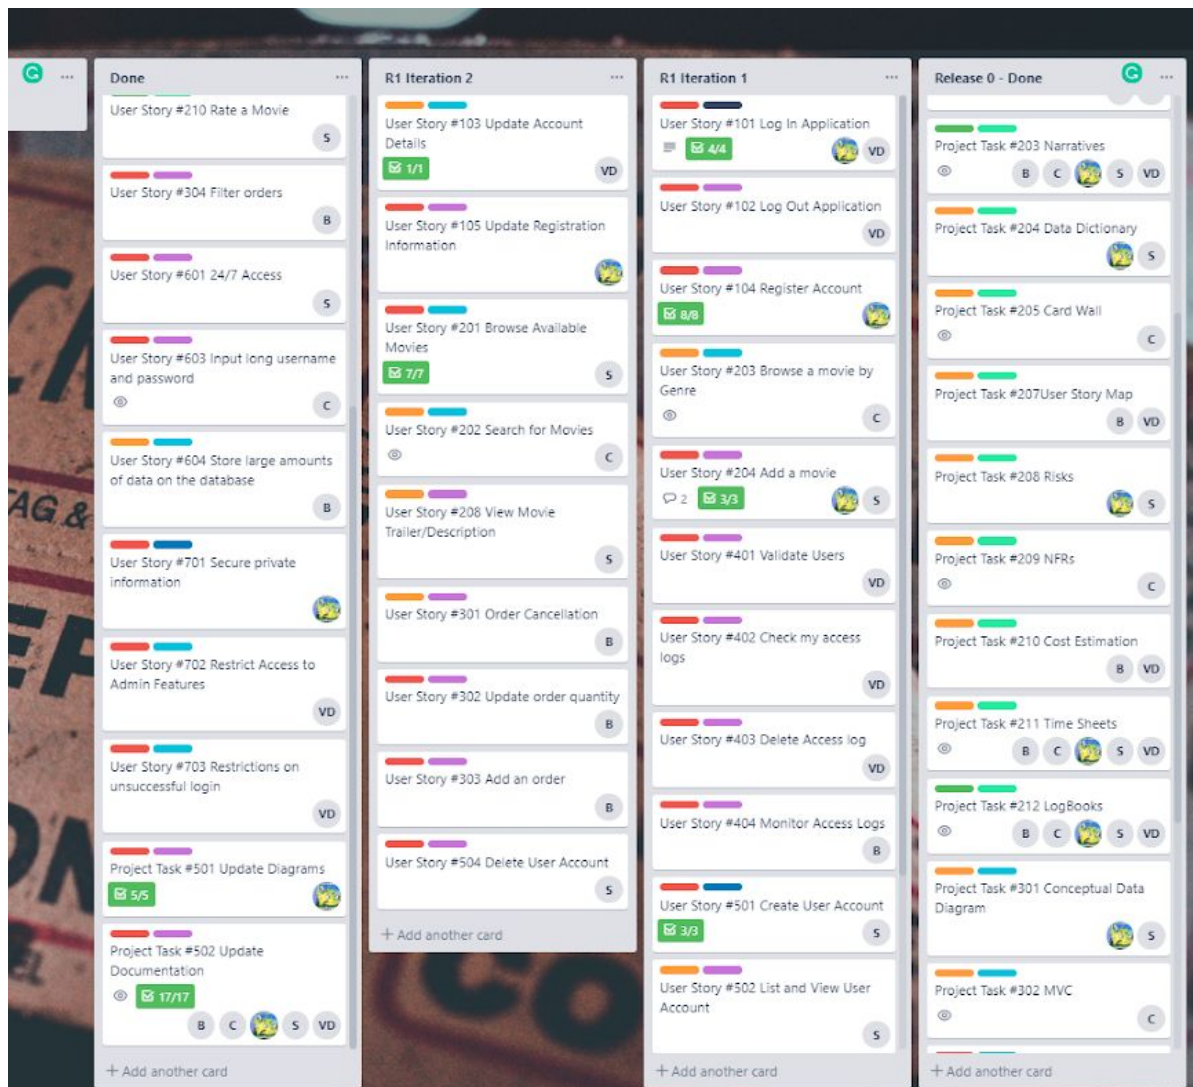 Done
User Story #210 Rate a Movie
S
User Story #304 Filter orders
B
User Story #601 24/7 Access
S
User Story #603 Input long username
and password
C
User Story #604 Store large amounts
of data on the database
B
User Story #701 Secure private
information
User Story #702 Restrict Access to
Admin Features
VD
User Story #703 Restrictions on
unsuccessful login
VD
Project Task #501 Update Diagrams
5/5
Project Task #502 Update
Documentation
17/17
B C S VD
+ Add another card
R1 Iteration 2
User Story #103 Update Account
Details
1/1 VD
User Story #105 Update Registration
Information
User Story #201 Browse Available
Movies
7/7 S
User Story #202 Search for Movies
C
User Story #208 View Movie
Trailer/Description
S
User Story #301 Order Cancellation
B
User Story #302 Update order quantity
B
User Story #303 Add an order
B
User Story #504 Delete User Account
S
+ Add another card
R1 Iteration 1
User Story #101 Log In Application
4/4 VD
User Story #102 Log Out Application
VD
User Story #104 Register Account
8/8
User Story #203 Browse a movie by
Genre
C
User Story #204 Add a movie
2 3/3 S
User Story #401 Validate Users
VD
User Story #402 Check my access
logs
VD
User Story #403 Delete Access log
VD
User Story #404 Monitor Access Logs
B
User Story #501 Create User Account
3/3 S
User Story #502 List and View User
Account
S
+ Add another card
Release 0 - Done
Project Task #203 Narratives
B C S VD
Project Task #204 Data Dictionary
S
Project Task #205 Card Wall
C
Project Task #207User Story Map
B VD
Project Task #208 Risks
S
Project Task #209 NFRs
C
Project Task #210 Cost Estimation
B VD
Project Task #211 Time Sheets
B C S VD
Project Task #212 LogBooks
B C S VD
Project Task #301 Conceptual Data
Diagram
S
Project Task #302 MVC
C
+ Add another card